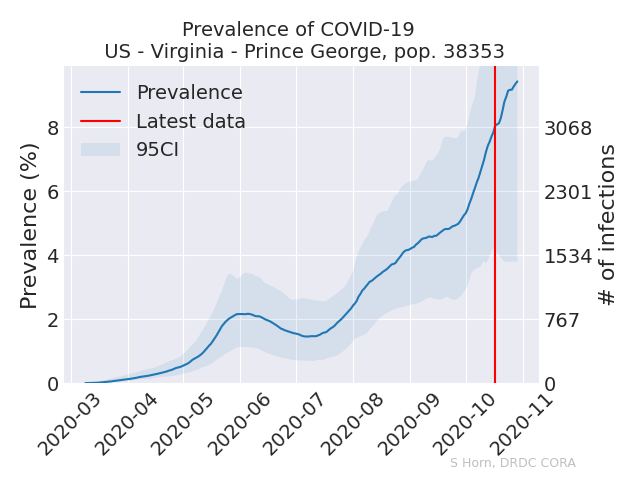 Prevalence of COVID-19
US - Virginia - Prince George, pop. 38353
Prevalence
Latest data
95CI
Prevalence (%)
8
6
4
2
0
3068
2301
1534
767
0
# of infections
2020-03
2020-04
2020-05
2020-06
2020-07
2020-08
2020-09
2020-10
2020-11
S Horn, DRDC CORA